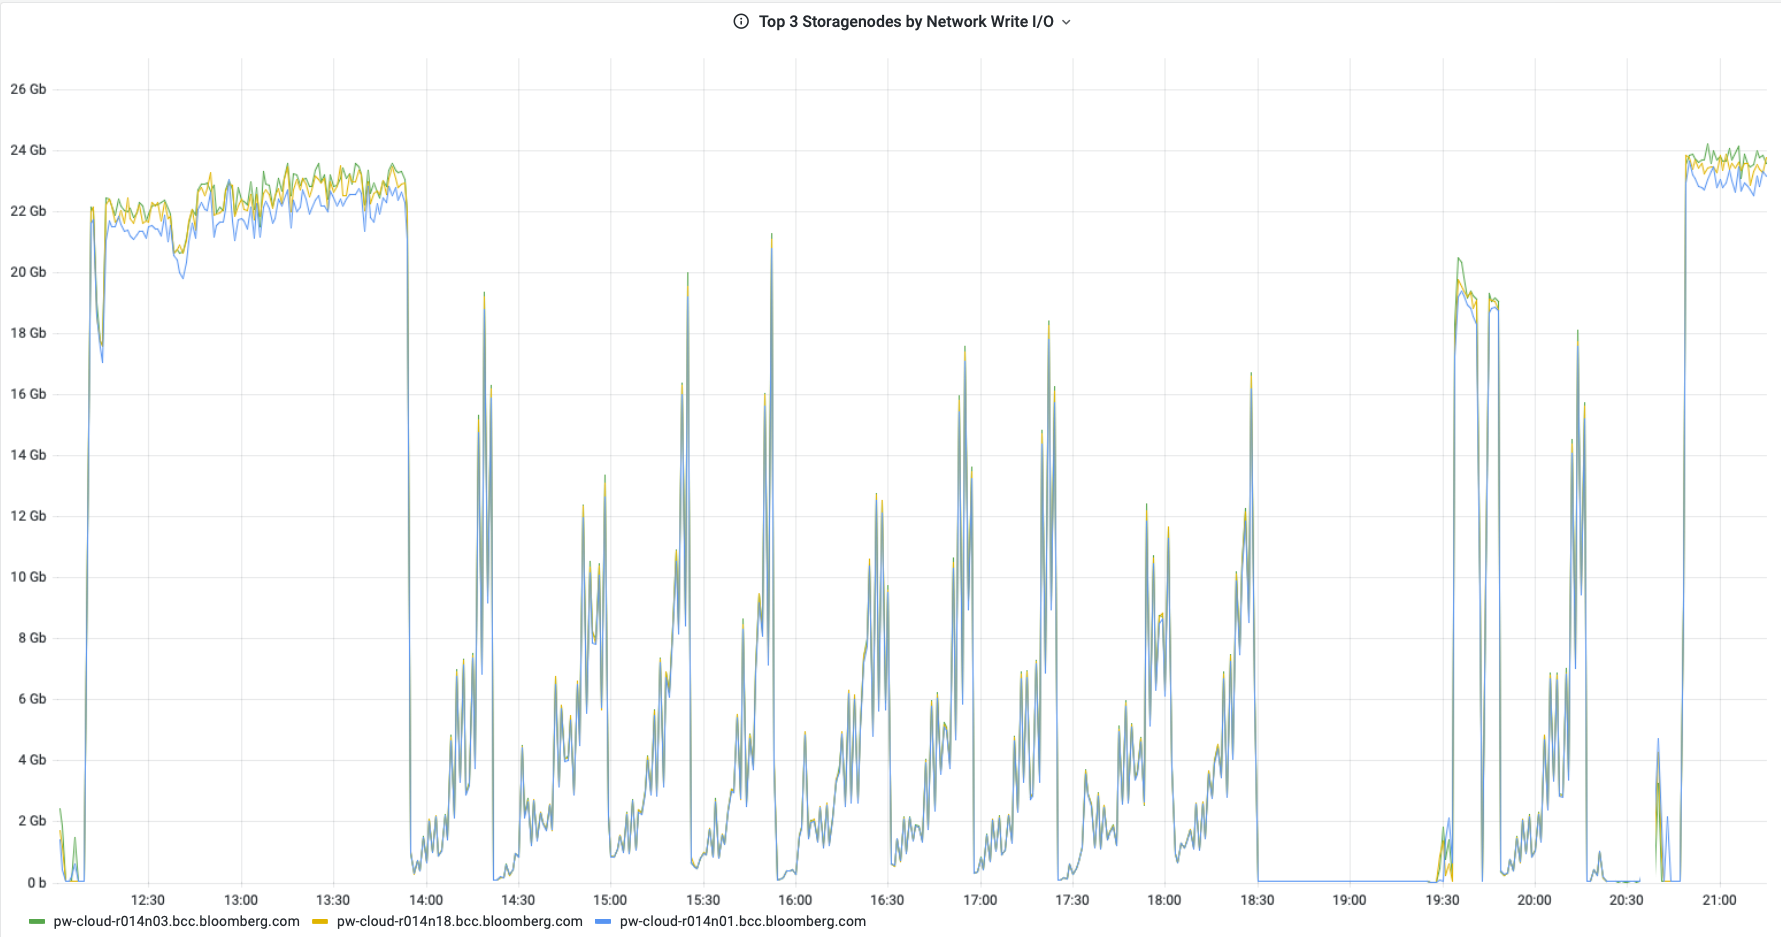 Top 3 Storagenodes by Network Write I/O
26 Gb
24 Gb
22 Gb
20 Gb
18 Gb
16 Gb
14 Gb
12 Gb
10 Gb
8 Gb
6 Gb
4 Gb
2 Gb
0 b
12:30 13:00 13:30 14:00 14:30 15:00 15:30 16:00 16:30 17:00 17:30 18:00 18:30 19:00 19:30 20:00 20:30 21:00
pw-cloud-r014n03.bcc.bloomberg.com pw-cloud-r014n18.bcc.bloomberg.com pw-cloud-r014n01.bcc.bloomberg.com